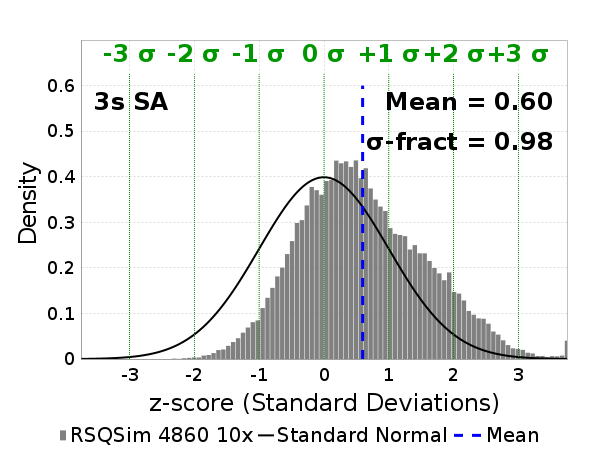 -3 σ -2 σ -1 σ 0 σ +1 σ +2 σ +3 σ
0.6
3s SA
Mean = 0.60
0.5
σ-fract = 0.98
0.4
0.3
0.2
0.1
0
Density
-3 -2 -1 0 1 2 3
z-score (Standard Deviations)
RSQSim 4860 10x Standard Normal Mean